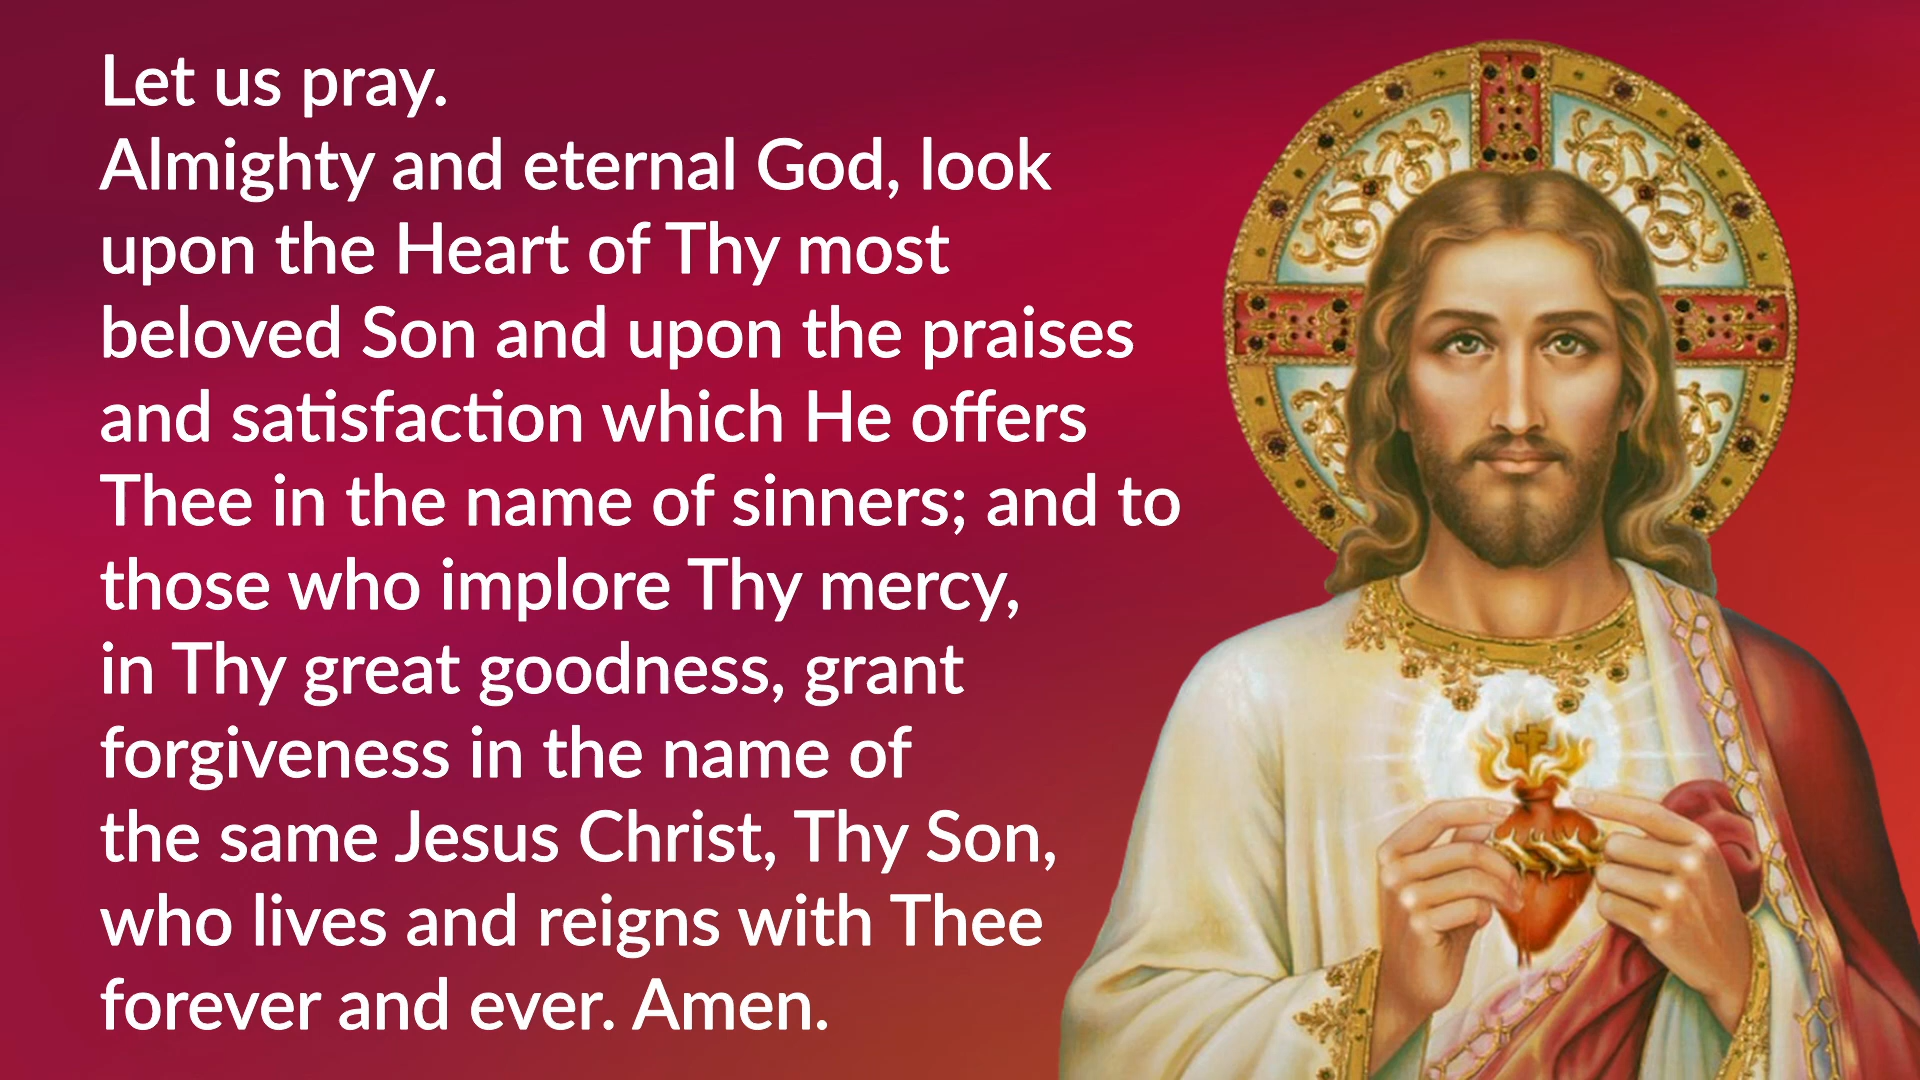 Let us pray.
Almighty and eternal God, look
upon the Heart of Thy most
beloved Son and upon the praises
and satisfaction which He offers
Thee in the name of sinners; and to
those who implore Thy mercy,
in Thy great goodness, grant
forgiveness in the name of
the same Jesus Christ, Thy Son,
who lives and reigns with Thee
forever and ever. Amen.